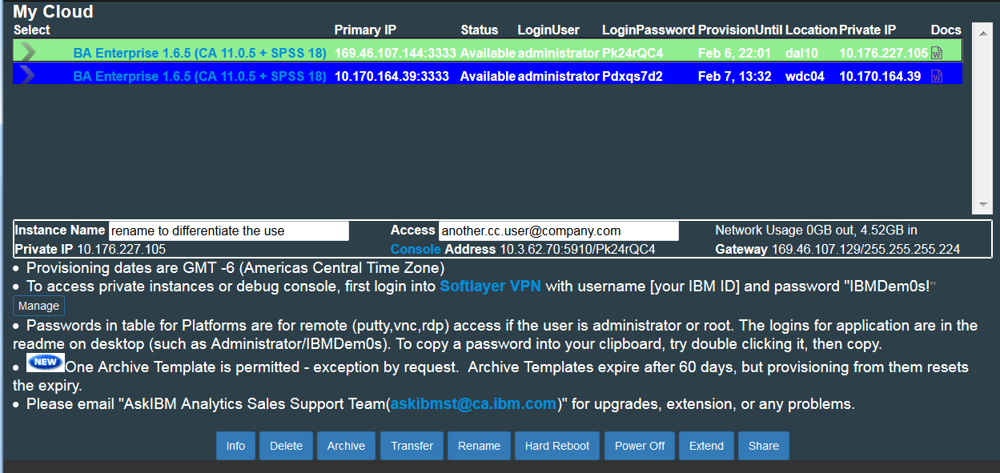 My Cloud
Select Primary IP Status LoginUser LoginPassword ProvisionUntil Location Private IP Docs
BA Enterprise 1.6.5 (CA 11.0.5 + SPSS 18) 169.46.107.144:3333 Available administrator Pk24rQC4 Feb 6, 22:01 dal10 10.176.227.105
BA Enterprise 1.6.5 (CA 11.0.5 + SPSS 18) 10.170.164.39:3333 Available administrator Pdxqs7d2 Feb 7, 13:32 wdc04 10.170.164.39
Instance Name rename to differentiate the use Access another.cc.user@company.com Network Usage 0GB out, 4.52GB in
Private IP 10.176.227.105 Console Address 10.3.62.70:5910/Pk24rQC4 Gateway 169.46.107.129/255.255.255.224
• Provisioning dates are GMT -6 (Americas Central Time Zone)
• To access private instances or debug console, first login into Softlayer VPN with username [your IBM ID] and password "IBMDem0s!"
Manage
• Passwords in table for Platforms are for remote (putty,vnc,rdp) access if the user is administrator or root. The logins for application are in the
readme on desktop (such as Administrator/IBMDem0s). To copy a password into your clipboard, try double clicking it, then copy.
• NEW One Archive Template is permitted - exception by request. Archive Templates expire after 60 days, but provisioning from them resets
the expiry.
• Please email "AskIBM Analytics Sales Support Team(askibmst@ca.ibm.com)" for upgrades, extension, or any problems.
Info Delete Archive Transfer Rename Hard Reboot Power Off Extend Share